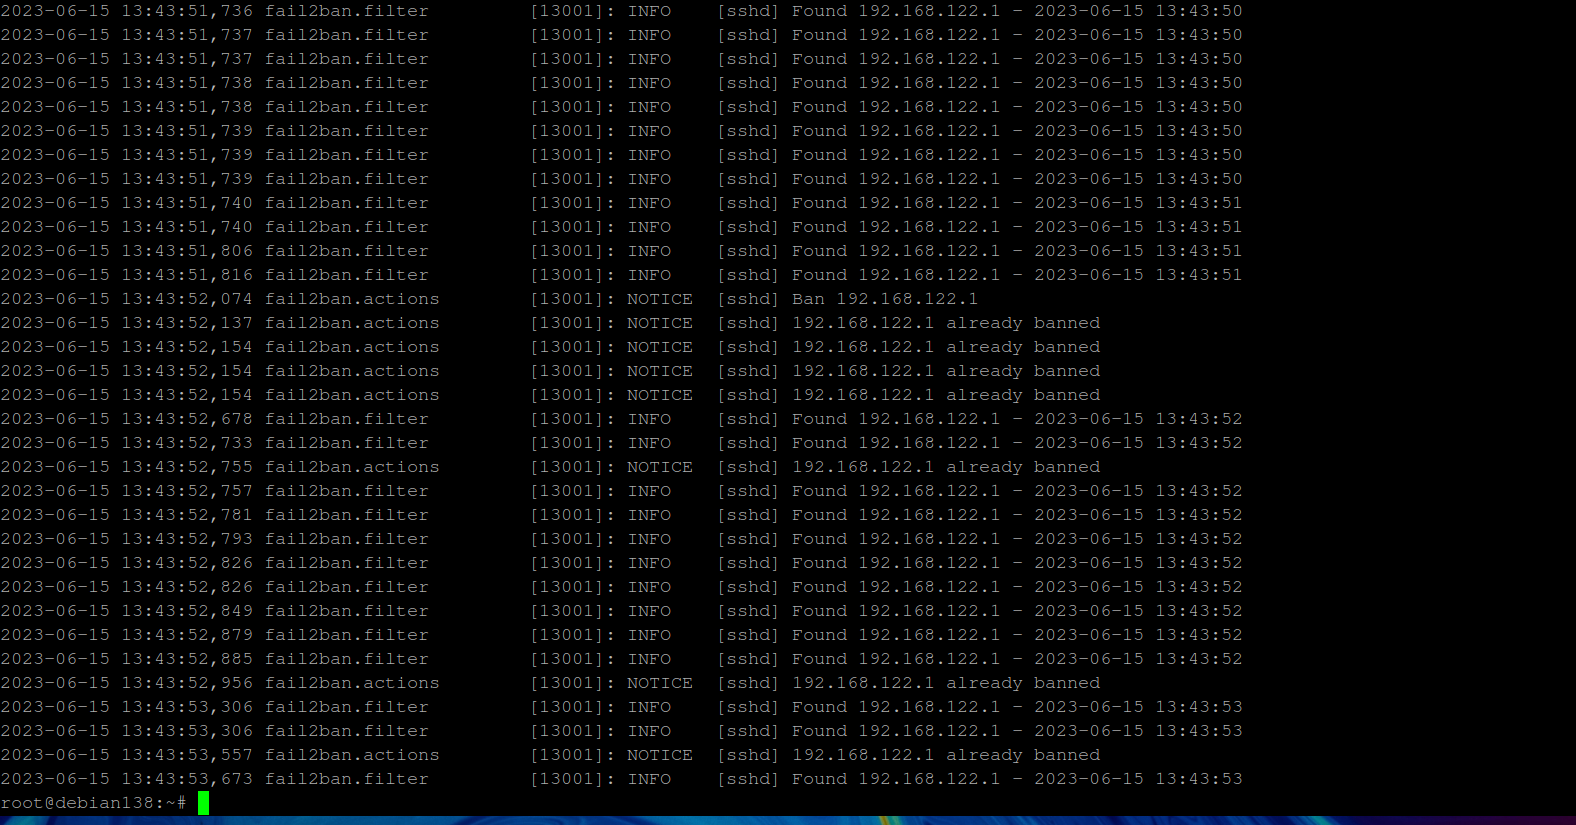 2023-06-15 13:43:51,736 fail2ban.filter [13001]: INFO [sshd] Found 192.168.122.1 - 2023-06-15 13:43:50
2023-06-15 13:43:51,737 fail2ban.filter [13001]: INFO [sshd] Found 192.168.122.1 - 2023-06-15 13:43:50
2023-06-15 13:43:51,737 fail2ban.filter [13001]: INFO [sshd] Found 192.168.122.1 - 2023-06-15 13:43:50
2023-06-15 13:43:51,738 fail2ban.filter [13001]: INFO [sshd] Found 192.168.122.1 - 2023-06-15 13:43:50
2023-06-15 13:43:51,738 fail2ban.filter [13001]: INFO [sshd] Found 192.168.122.1 - 2023-06-15 13:43:50
2023-06-15 13:43:51,739 fail2ban.filter [13001]: INFO [sshd] Found 192.168.122.1 - 2023-06-15 13:43:50
2023-06-15 13:43:51,739 fail2ban.filter [13001]: INFO [sshd] Found 192.168.122.1 - 2023-06-15 13:43:50
2023-06-15 13:43:51,739 fail2ban.filter [13001]: INFO [sshd] Found 192.168.122.1 - 2023-06-15 13:43:50
2023-06-15 13:43:51,740 fail2ban.filter [13001]: INFO [sshd] Found 192.168.122.1 - 2023-06-15 13:43:51
2023-06-15 13:43:51,740 fail2ban.filter [13001]: INFO [sshd] Found 192.168.122.1 - 2023-06-15 13:43:51
2023-06-15 13:43:51,806 fail2ban.filter [13001]: INFO [sshd] Found 192.168.122.1 - 2023-06-15 13:43:51
2023-06-15 13:43:51,816 fail2ban.filter [13001]: INFO [sshd] Found 192.168.122.1 - 2023-06-15 13:43:51
2023-06-15 13:43:52,074 fail2ban.actions [13001]: NOTICE [sshd] Ban 192.168.122.1
2023-06-15 13:43:52,137 fail2ban.actions [13001]: NOTICE [sshd] 192.168.122.1 already banned
2023-06-15 13:43:52,154 fail2ban.actions [13001]: NOTICE [sshd] 192.168.122.1 already banned
2023-06-15 13:43:52,154 fail2ban.actions [13001]: NOTICE [sshd] 192.168.122.1 already banned
2023-06-15 13:43:52,154 fail2ban.actions [13001]: NOTICE [sshd] 192.168.122.1 already banned
2023-06-15 13:43:52,678 fail2ban.filter [13001]: INFO [sshd] Found 192.168.122.1 - 2023-06-15 13:43:52
2023-06-15 13:43:52,733 fail2ban.filter [13001]: INFO [sshd] Found 192.168.122.1 - 2023-06-15 13:43:52
2023-06-15 13:43:52,755 fail2ban.actions [13001]: NOTICE [sshd] 192.168.122.1 already banned
2023-06-15 13:43:52,757 fail2ban.filter [13001]: INFO [sshd] Found 192.168.122.1 - 2023-06-15 13:43:52
2023-06-15 13:43:52,781 fail2ban.filter [13001]: INFO [sshd] Found 192.168.122.1 - 2023-06-15 13:43:52
2023-06-15 13:43:52,793 fail2ban.filter [13001]: INFO [sshd] Found 192.168.122.1 - 2023-06-15 13:43:52
2023-06-15 13:43:52,826 fail2ban.filter [13001]: INFO [sshd] Found 192.168.122.1 - 2023-06-15 13:43:52
2023-06-15 13:43:52,826 fail2ban.filter [13001]: INFO [sshd] Found 192.168.122.1 - 2023-06-15 13:43:52
2023-06-15 13:43:52,849 fail2ban.filter [13001]: INFO [sshd] Found 192.168.122.1 - 2023-06-15 13:43:52
2023-06-15 13:43:52,879 fail2ban.filter [13001]: INFO [sshd] Found 192.168.122.1 - 2023-06-15 13:43:52
2023-06-15 13:43:52,885 fail2ban.filter [13001]: INFO [sshd] Found 192.168.122.1 - 2023-06-15 13:43:52
2023-06-15 13:43:52,956 fail2ban.actions [13001]: NOTICE [sshd] 192.168.122.1 already banned
2023-06-15 13:43:53,306 fail2ban.filter [13001]: INFO [sshd] Found 192.168.122.1 - 2023-06-15 13:43:53
2023-06-15 13:43:53,306 fail2ban.filter [13001]: INFO [sshd] Found 192.168.122.1 - 2023-06-15 13:43:53
2023-06-15 13:43:53,557 fail2ban.actions [13001]: NOTICE [sshd] 192.168.122.1 already banned
2023-06-15 13:43:53,673 fail2ban.filter [13001]: INFO [sshd] Found 192.168.122.1 - 2023-06-15 13:43:53
root@debian138:~#